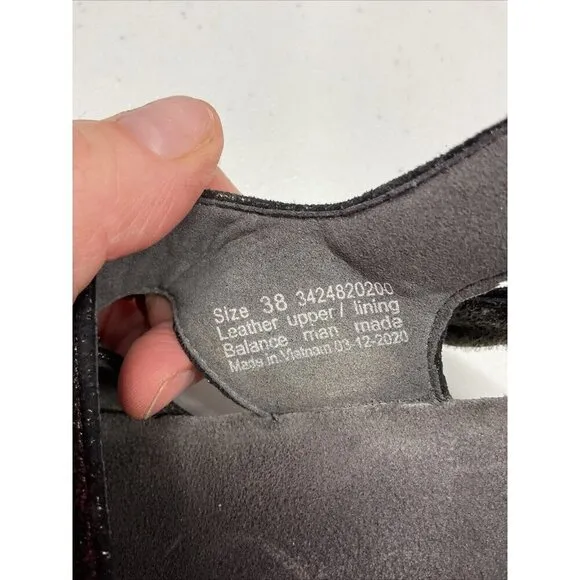 Size 38 3424820200
Leather upper/ lining
Balance man made
Made in Vietnam 03-12-2020